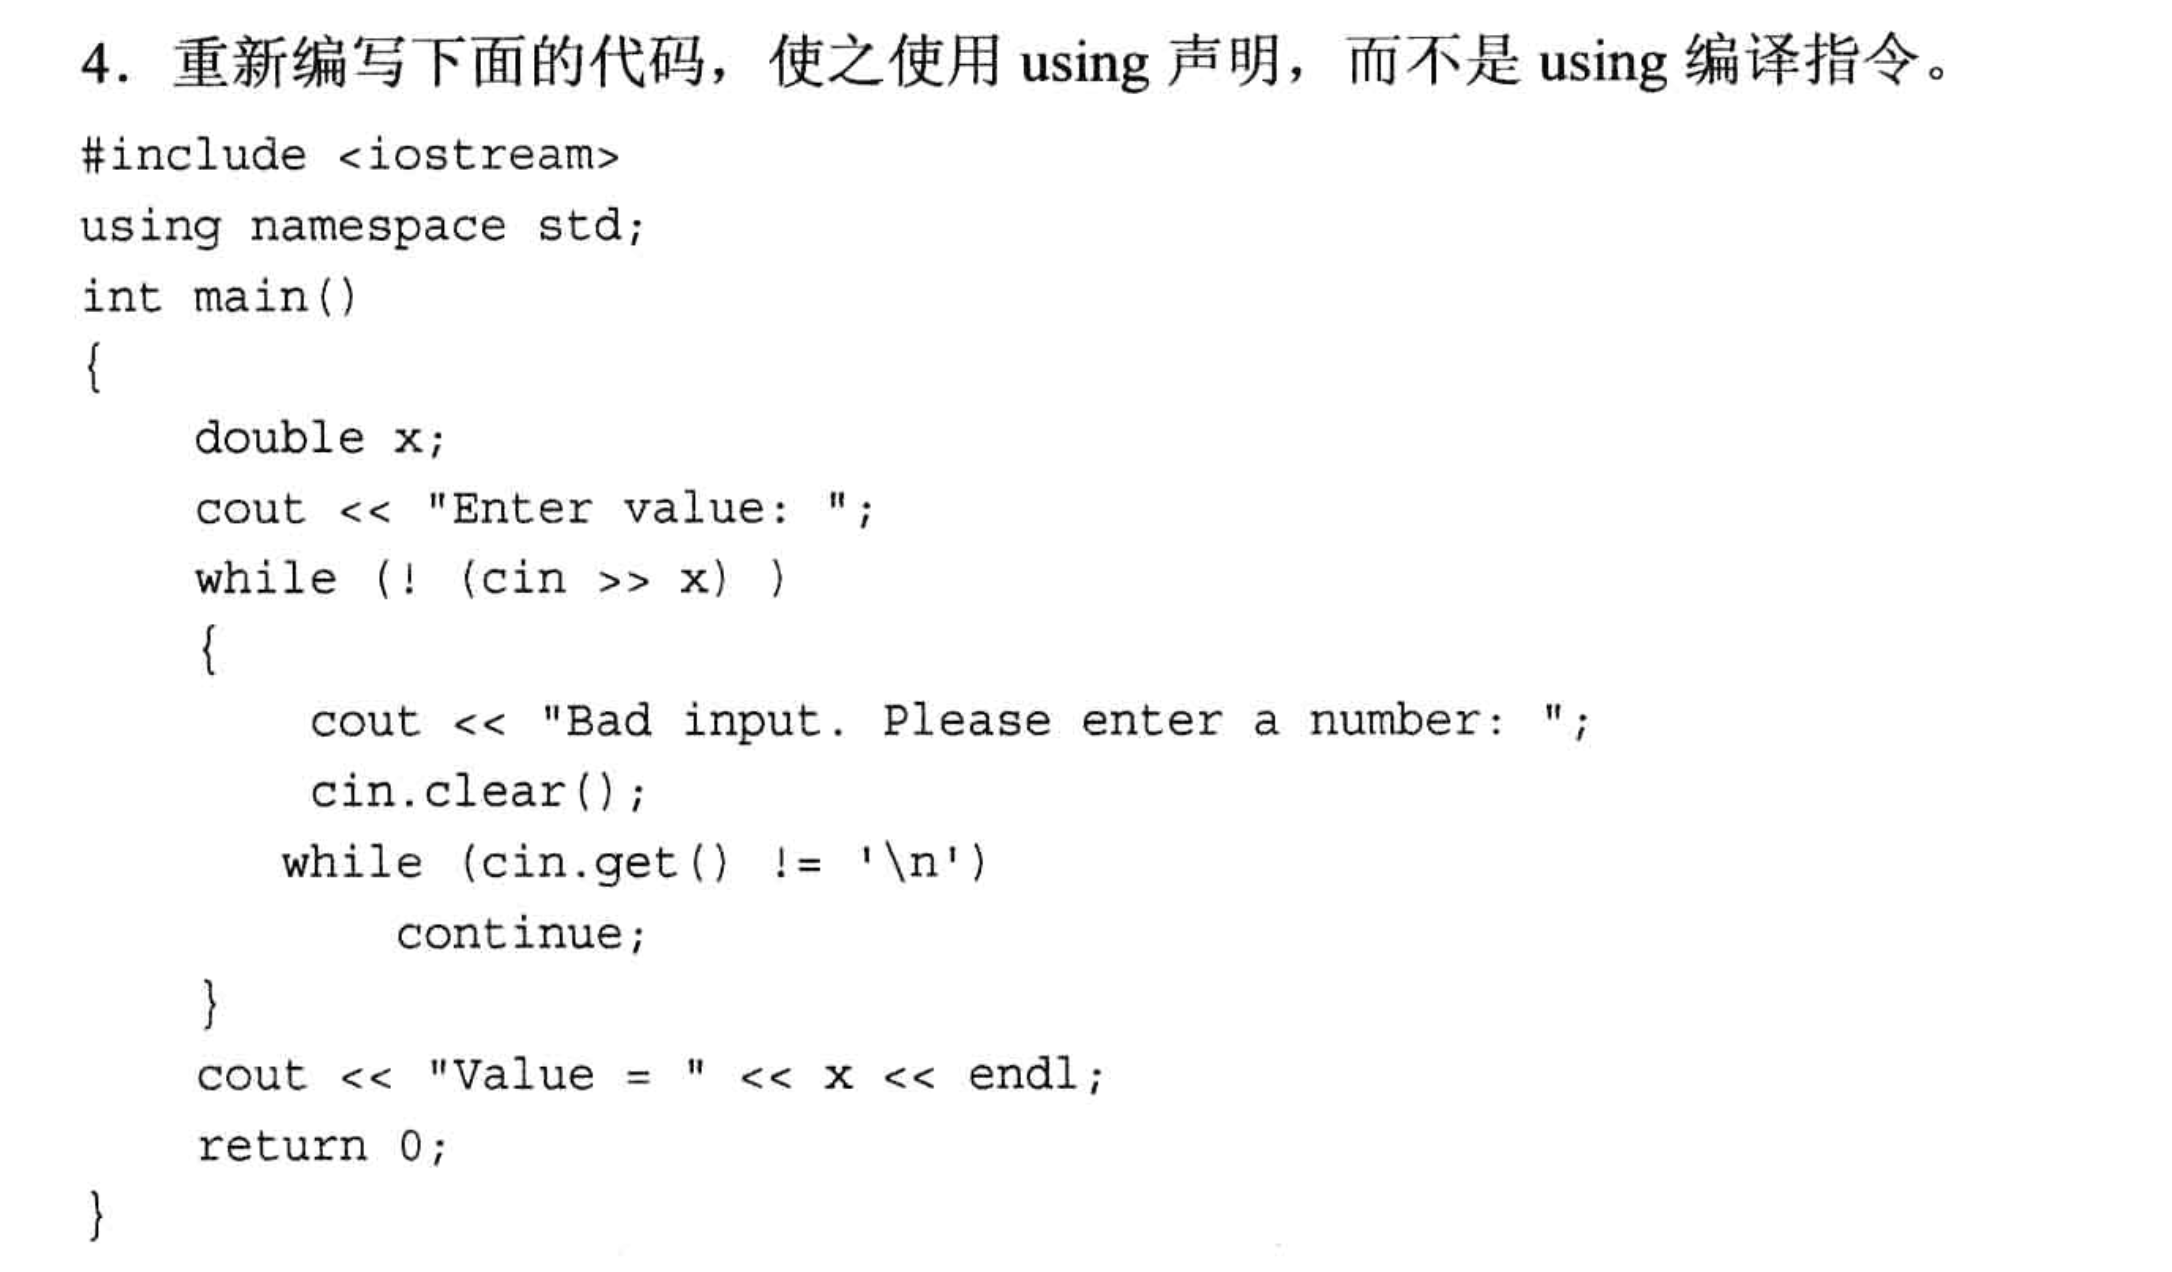 4. 重新编写下面的代码，使之使用 using 声明，而不是 using 编译指令。
#include <iostream>
using namespace std;
int main()
{
    double x;
    cout << "Enter value: ";
    while (! (cin >> x) )
    {
        cout << "Bad input. Please enter a number: ";
        cin.clear();
       while (cin.get() != '\n')
           continue;
    }
    cout << "Value = " << x << endl;
    return 0;
}